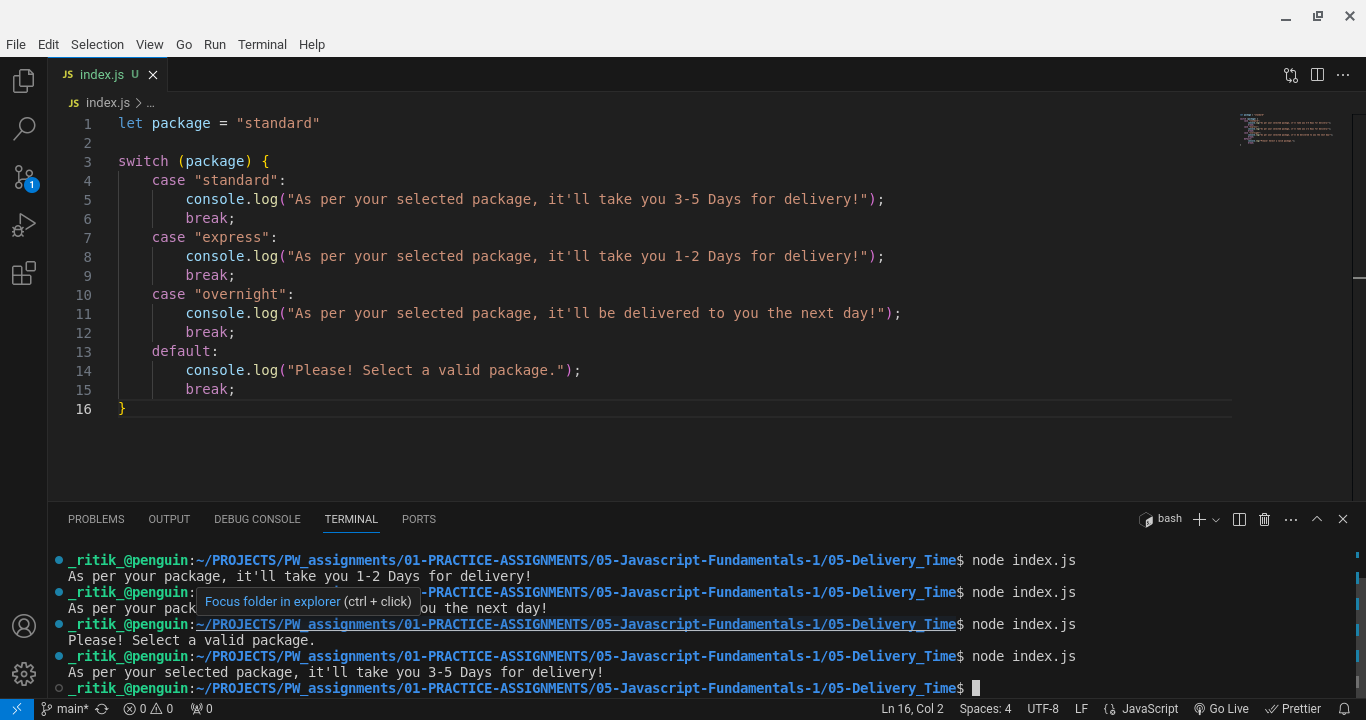 File Edit Selection View Go Run Terminal Help
JS index.js U
JS index.js > ...
1 let package = "standard"
2
3 switch (package) {
4 case "standard":
5 console.log("As per your selected package, it'll take you 3-5 Days for delivery!");
6 break;
7 case "express":
8 console.log("As per your selected package, it'll take you 1-2 Days for delivery!");
9 break;
10 case "overnight":
11 console.log("As per your selected package, it'll be delivered to you the next day!");
12 break;
13 default:
14 console.log("Please! Select a valid package.");
15 break;
16 }
1
PROBLEMS OUTPUT DEBUG CONSOLE TERMINAL PORTS bash
_ritik_@penguin:~/PROJECTS/PW_assignments/01-PRACTICE-ASSIGNMENTS/05-Javascript-Fundamentals-1/05-Delivery_Time$ node index.js
As per your package, it'll take you 1-2 Days for delivery!
_ritik_@penguin: -PRACTICE-ASSIGNMENTS/05-Javascript-Fundamentals-1/05-Delivery_Time$ node index.js
As per your pack ou the next day!
Focus folder in explorer (ctrl + click)
_ritik_@penguin:~/PROJECTS/PW_assignments/01-PRACTICE-ASSIGNMENTS/05-Javascript-Fundamentals-1/05-Delivery_Time$ node index.js
Please! Select a valid package.
_ritik_@penguin:~/PROJECTS/PW_assignments/01-PRACTICE-ASSIGNMENTS/05-Javascript-Fundamentals-1/05-Delivery_Time$ node index.js
As per your selected package, it'll take you 3-5 Days for delivery!
_ritik_@penguin:~/PROJECTS/PW_assignments/01-PRACTICE-ASSIGNMENTS/05-Javascript-Fundamentals-1/05-Delivery_Time$
main* 0 0 0 Ln 16, Col 2 Spaces: 4 UTF-8 LF {} JavaScript Go Live Prettier